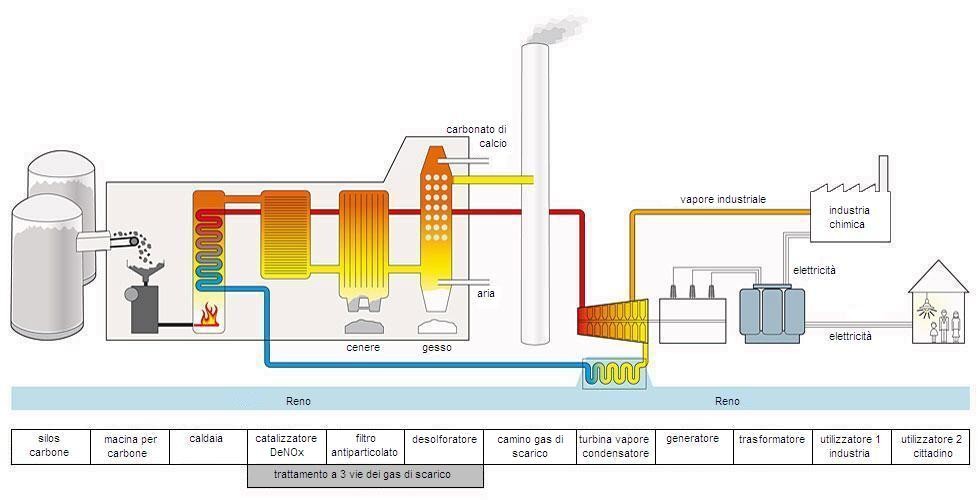 carbonato di
calcio
vapore industriale
industria
chimica
elettricità
aria
elettricità
cenere
gesso
Reno
Reno
silos
carbone
macina per
carbone
caldaia
catalizzatore
DeNOx
filtro
antiparticolato
desolforatore
camino gas di
scarico
turbina vapore
condensatore
generatore
trasformatore
utilizzatore 1
industria
utilizzatore 2
cittadino
trattamento a 3 vie dei gas di scarico